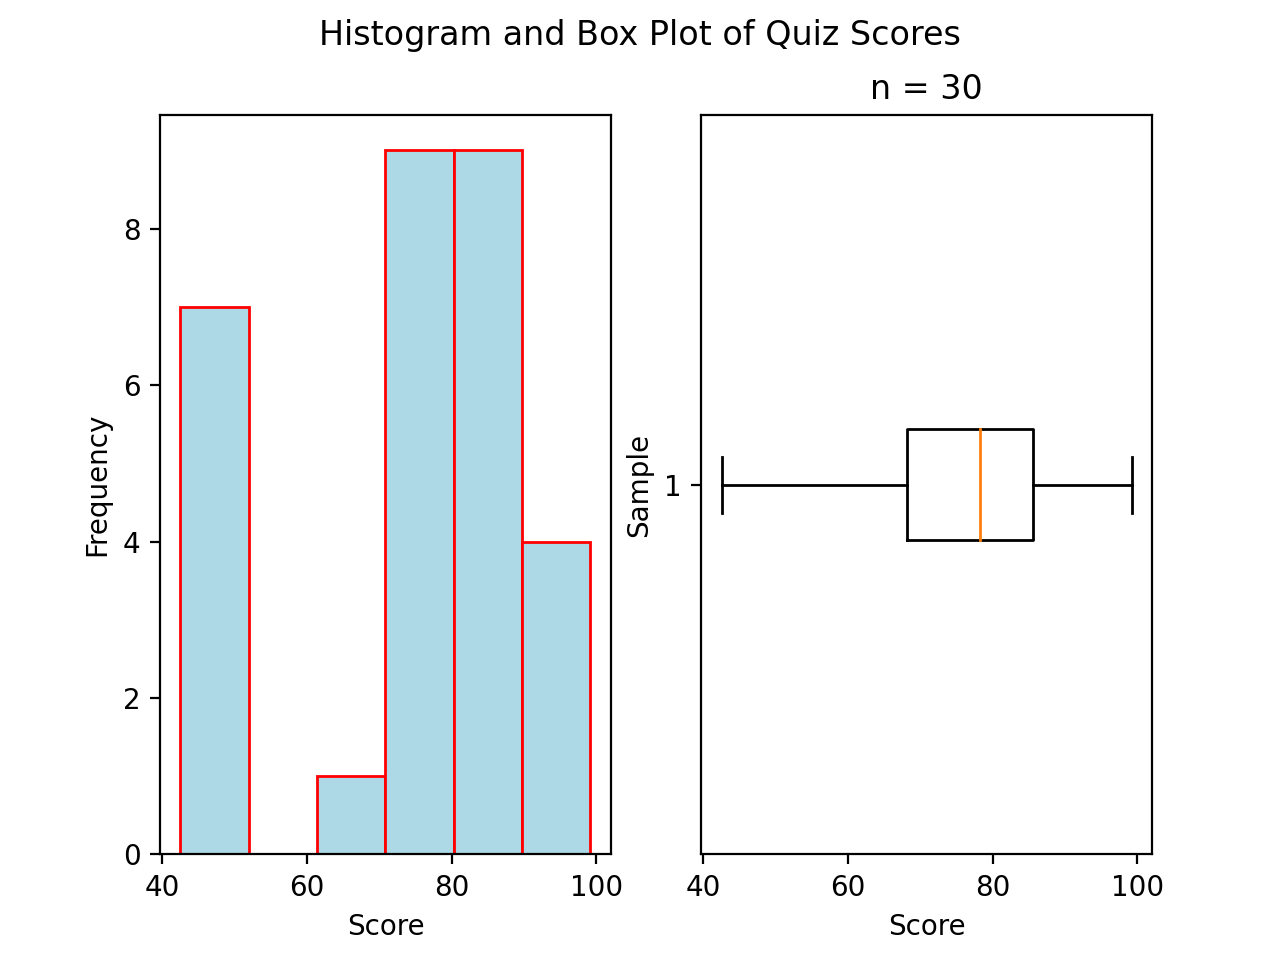 Histogram and Box Plot of Quiz Scores
8
6
4
2
0
Frequency
40 60 80 100
Score
n = 30
Sample
1
40 60 80 100
Score